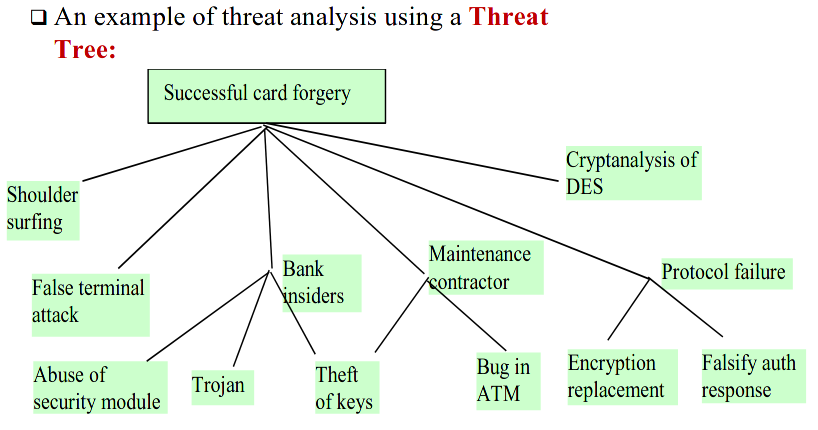 ❑ An example of threat analysis using a Threat
Tree:
Successful card forgery
Cryptanalysis of
DES
Shoulder
surfing
Maintenance
contractor
Bank
insiders
Protocol failure
False terminal
attack
Abuse of
security module
Trojan
Theft
of keys
Bug in
ATM
Encryption
replacement
Falsify auth
response